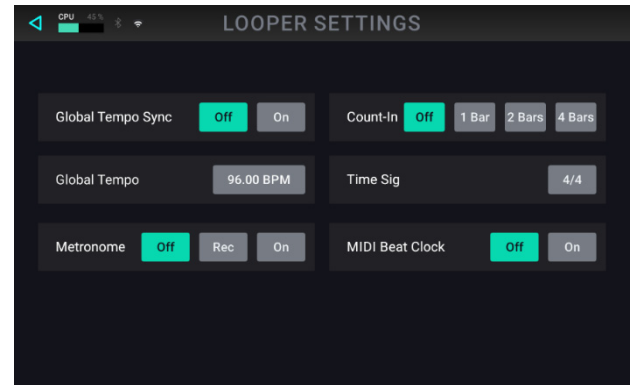 CPU 45 %
LOOPER SETTINGS
Global Tempo Sync Off On
Count-In Off 1 Bar 2 Bars 4 Bars
Global Tempo 96.00 BPM
Time Sig 4/4
Metronome Off Rec On
MIDI Beat Clock Off On